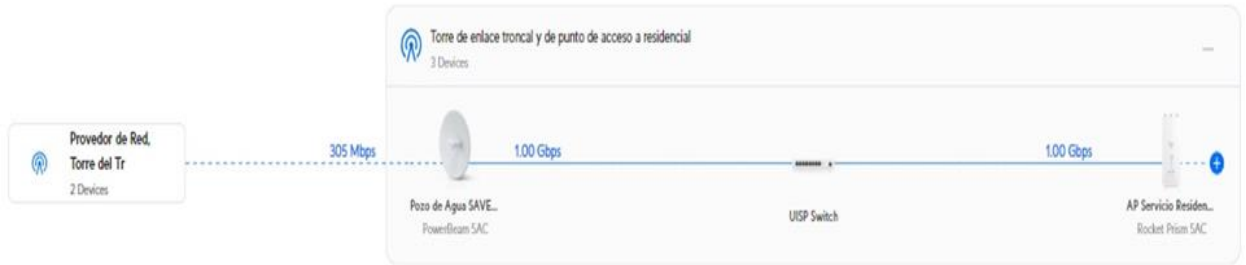 Torre de enlace troncal y de punto de acceso a residencial
3 Devices
Provedor de Red,
Torre del Tr
2 Devices
305 Mbps
1.00 Gbps
1.00 Gbps
Pozo de Agua SAVE...
PowerBeam 5AC
UISP Switch
AP Servicio Residen...
Rocket Prism 5AC